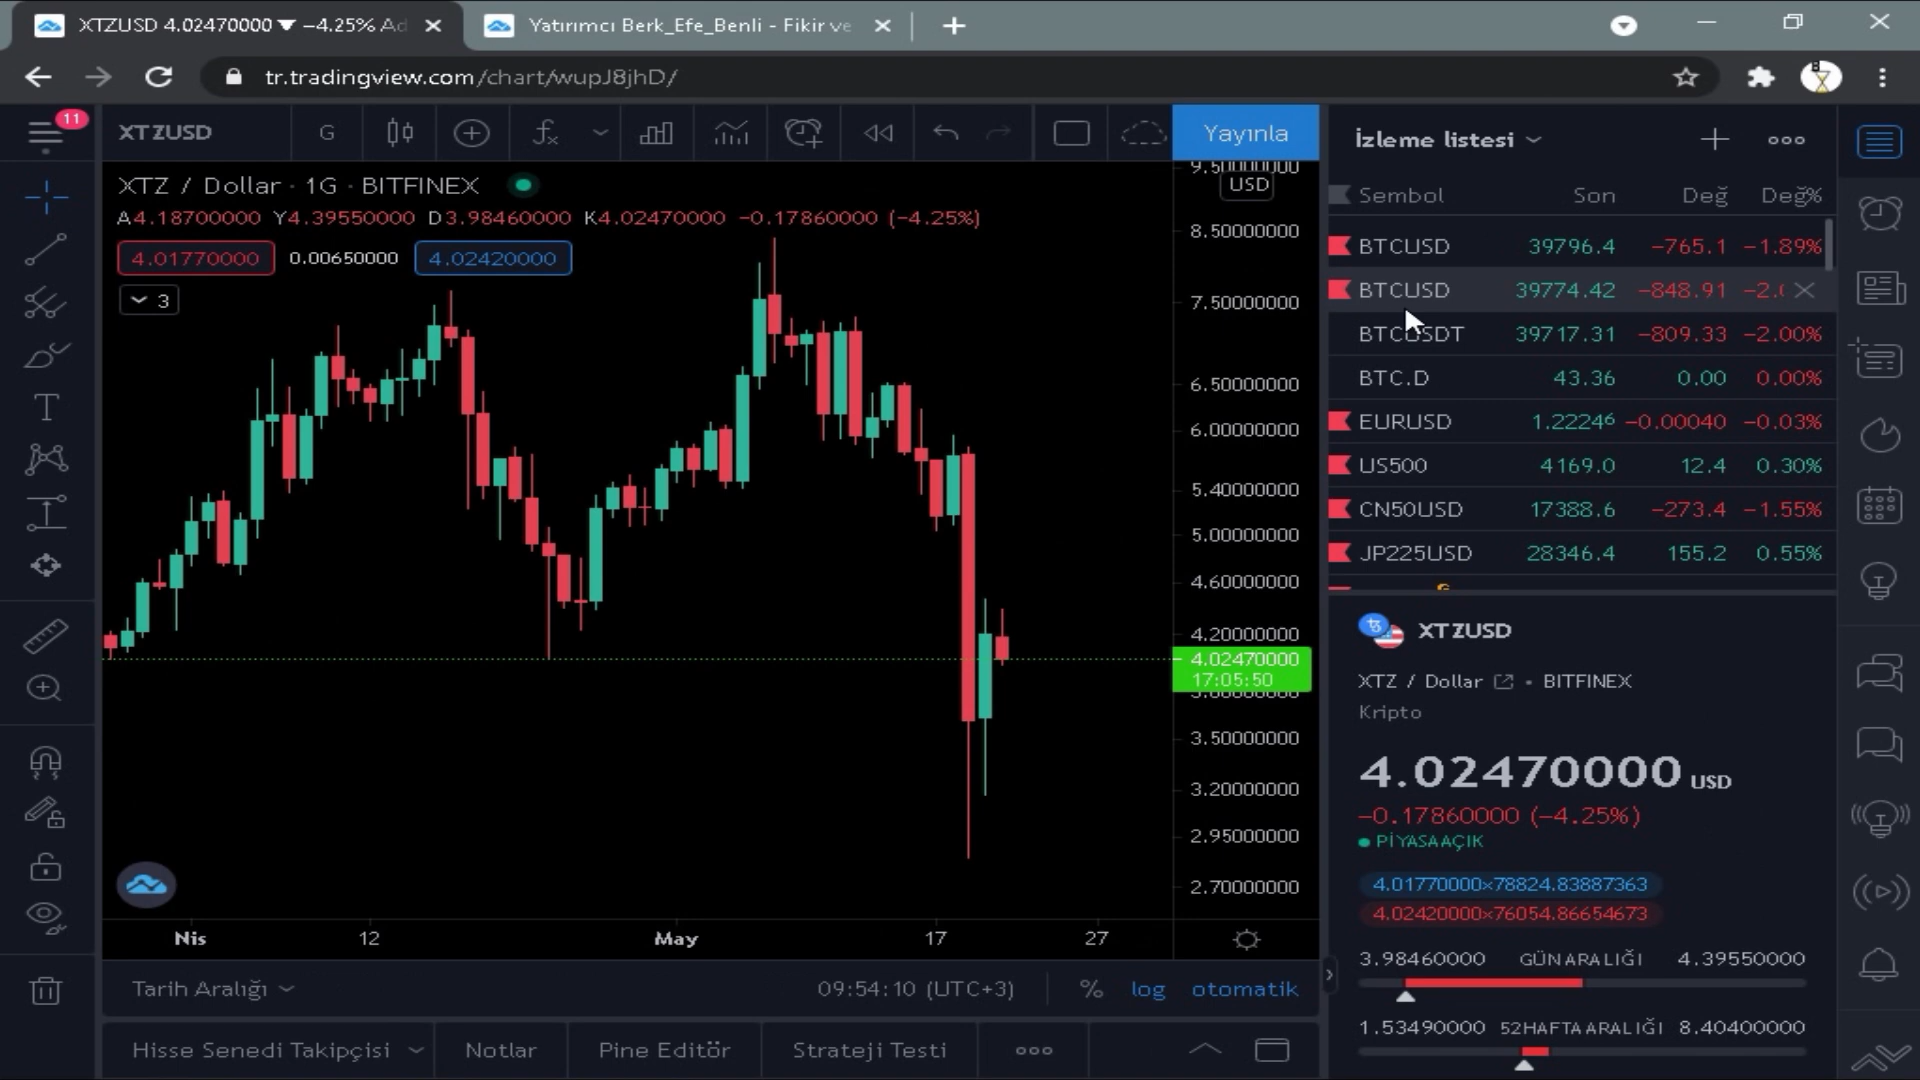 XTZUSD 4.02470000 ▼ −4.25% Ad
Yatırımcı Berk_Efe_Benli - Fikir ve
tr.tradingview.com/chart/wupJ8jhD/
11
XTZUSD
G
Yayınla
XTZ / Dollar · 1G · BITFINEX
A4.18700000 Y4.39550000 D3.98460000 K4.02470000 −0.17860000 (−4.25%)
4.01770000 0.00650000 4.02420000
3
9.50000000
USD
8.50000000
7.50000000
6.50000000
6.00000000
5.40000000
5.00000000
4.60000000
4.20000000
4.02470000
17:05:50
3.50000000
3.20000000
2.95000000
2.70000000
Nis 12 May 17 27
Tarih Aralığı
09:54:10 (UTC+3) % log otomatik
Hisse Senedi Takipçisi Notlar Pine Editör Strateji Testi
İzleme listesi
Sembol Son Değ Değ%
BTCUSD 39796.4 −765.1 −1.89%
BTCUSD 39774.42 −848.91
BTCUSDT 39717.31 −809.33 −2.00%
BTC.D 43.36 0.00 0.00%
EURUSD 1.22246 −0.00040 −0.03%
US500 4169.0 12.4 0.30%
CN50USD 17388.6 −273.4 −1.55%
JP225USD 28346.4 155.2 0.55%
XTZUSD
XTZ / Dollar • BITFINEX
Kripto
4.02470000 USD
−0.17860000 (−4.25%)
PİYASA AÇIK
4.01770000×78824.83887363
4.02420000×76054.86654673
3.98460000 GÜN ARALIĞI 4.39550000
1.53490000 52HAFTA ARALIĞI 8.40400000